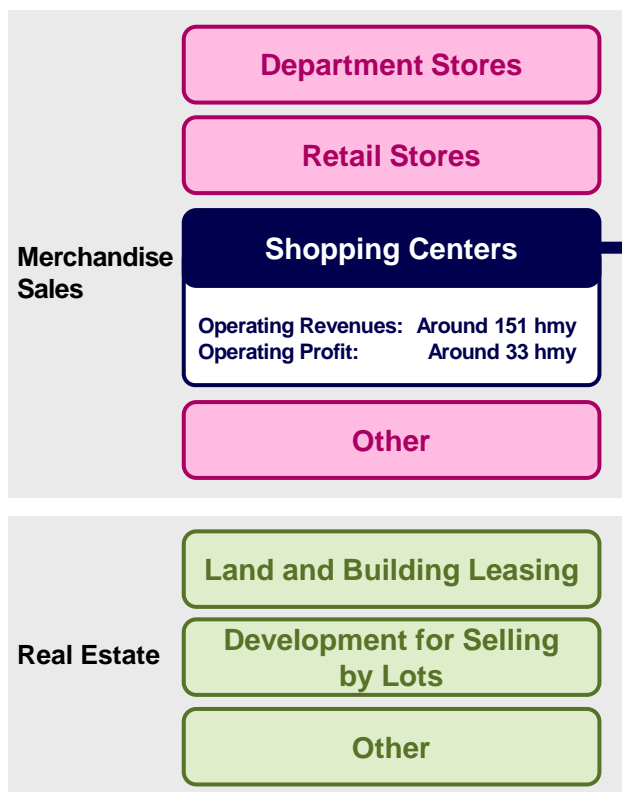 Department Stores
Retail Stores
Merchandise
Sales
Shopping Centers
Operating Revenues: Around 151 hmy
Operating Profit: Around 33 hmy
Other
Land and Building Leasing
Real Estate
Development for Selling
by Lots
Other